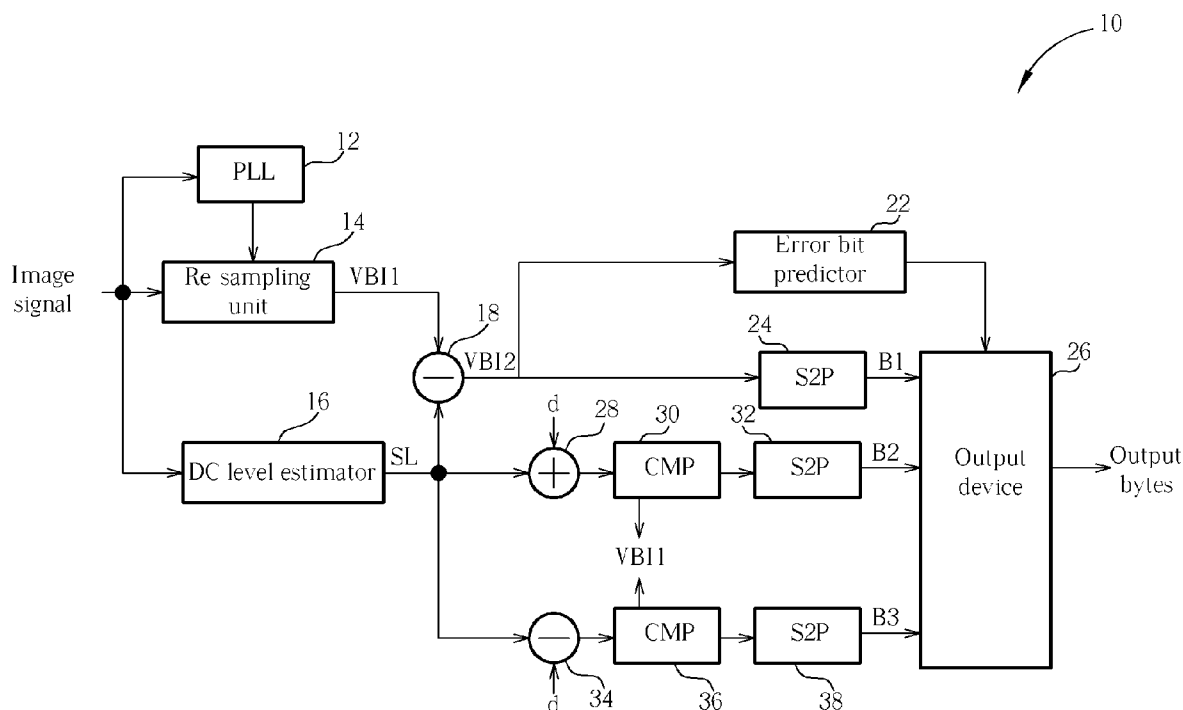 10
12
PLL
14
Re sampling
unit
VBI1
Image
signal
18
VBI2
22
Error bit
predictor
24
S2P
B1
26
16
DC level estimator
SL
d
28
30
CMP
32
S2P
B2
Output
device
Output
bytes
VBI1
CMP
S2P
B3
d
34
36
38